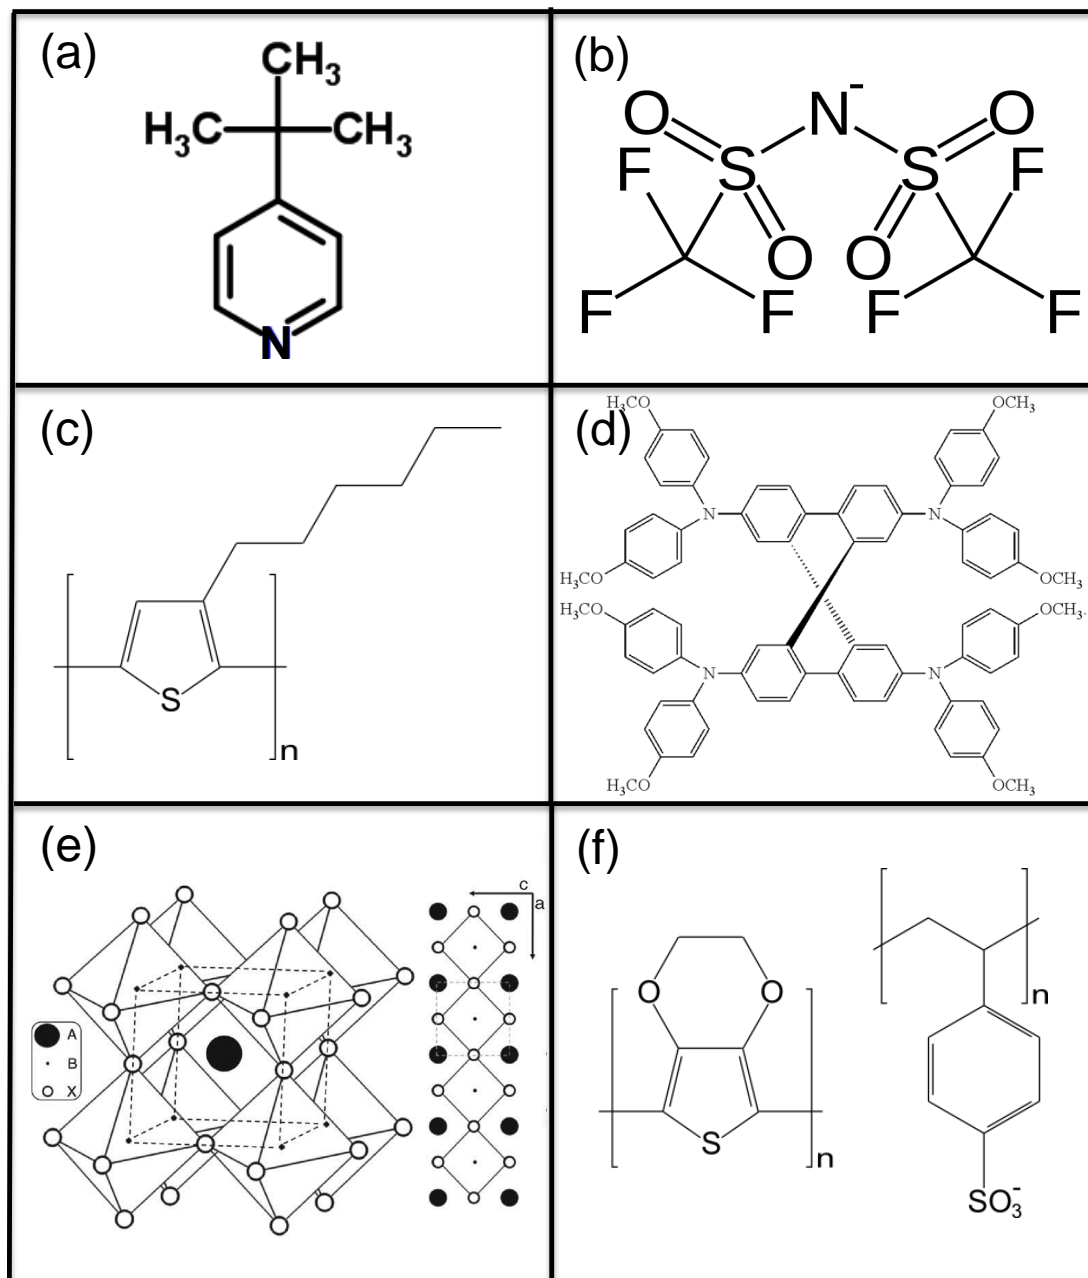 (a)
CH3
H3C
CH3
N
(b)
O
N-
O
F
S
S
F
O
O
F
F
F
F
(c)
S
n
(d)
H3CO
OCH3
N
N
H3CO
OCH3
H3CO
OCH3.
N
N
H3CO
OCH3
(e)
c
a
A
B
X
(f)
n
O
O
S
n
SO3-